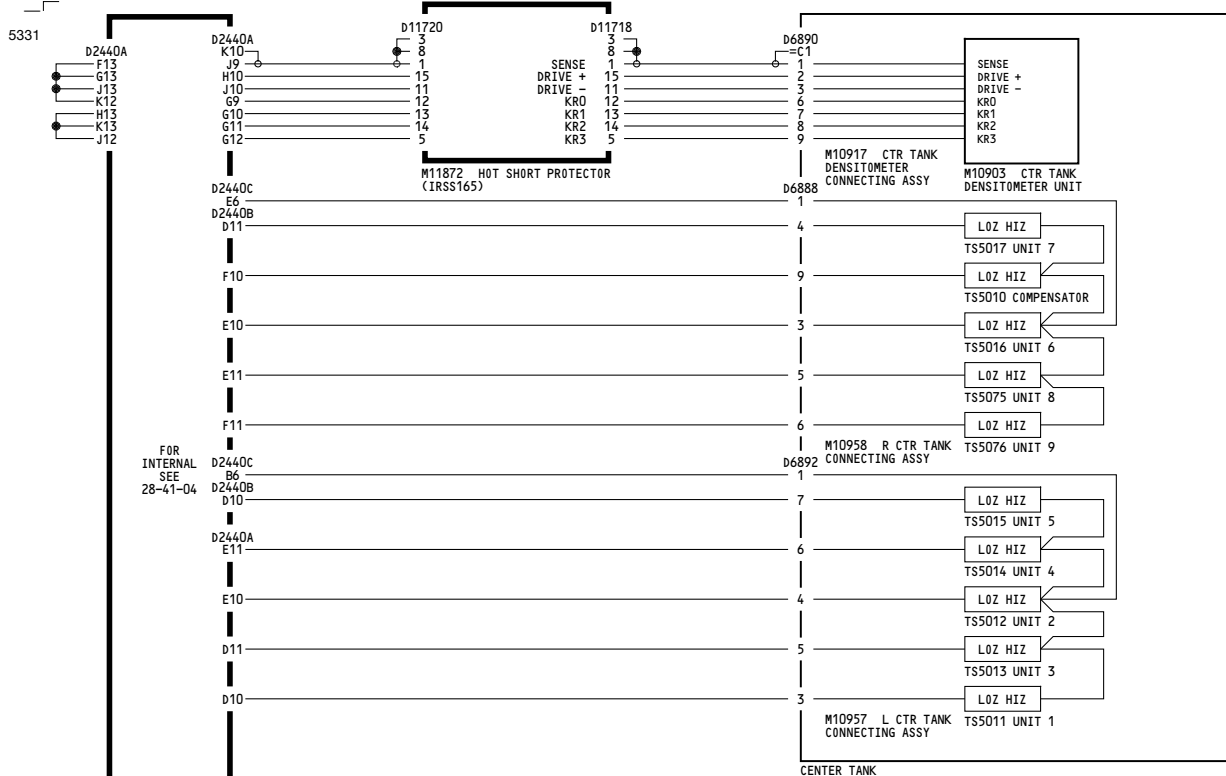 5331
D2440A
F13
G13
J13
K12
H13
K13
J12
D2440A
K10
J9
H10
J10
G9
G10
G11
G12
D11720
3
8
1
15
11
12
13
14
5
D11718
3
8
SENSE 1
DRIVE + 15
DRIVE - 11
KR0 12
KR1 13
KR2 14
KR3 5
M11872 HOT SHORT PROTECTOR
(IRSS165)
D6890
=C1
1
2
3
6
7
8
9
SENSE
DRIVE +
DRIVE -
KR0
KR1
KR2
KR3
M10917 CTR TANK
DENSITOMETER
CONNECTING ASSY
M10903 CTR TANK
DENSITOMETER UNIT
D2440C
E6
D6888
1
D2440B
D11
4
LOZ HIZ
TS5017 UNIT 7
F10
9
LOZ HIZ
TS5010 COMPENSATOR
E10
3
LOZ HIZ
TS5016 UNIT 6
E11
5
LOZ HIZ
TS5075 UNIT 8
F11
6
LOZ HIZ
TS5076 UNIT 9
M10958 R CTR TANK
CONNECTING ASSY
FOR
INTERNAL
SEE
28-41-04
D2440C
B6
D6892
1
D2440B
D10
7
LOZ HIZ
TS5015 UNIT 5
D2440A
E11
6
LOZ HIZ
TS5014 UNIT 4
E10
4
LOZ HIZ
TS5012 UNIT 2
D11
5
LOZ HIZ
TS5013 UNIT 3
D10
3
LOZ HIZ
TS5011 UNIT 1
M10957 L CTR TANK
CONNECTING ASSY
CENTER TANK